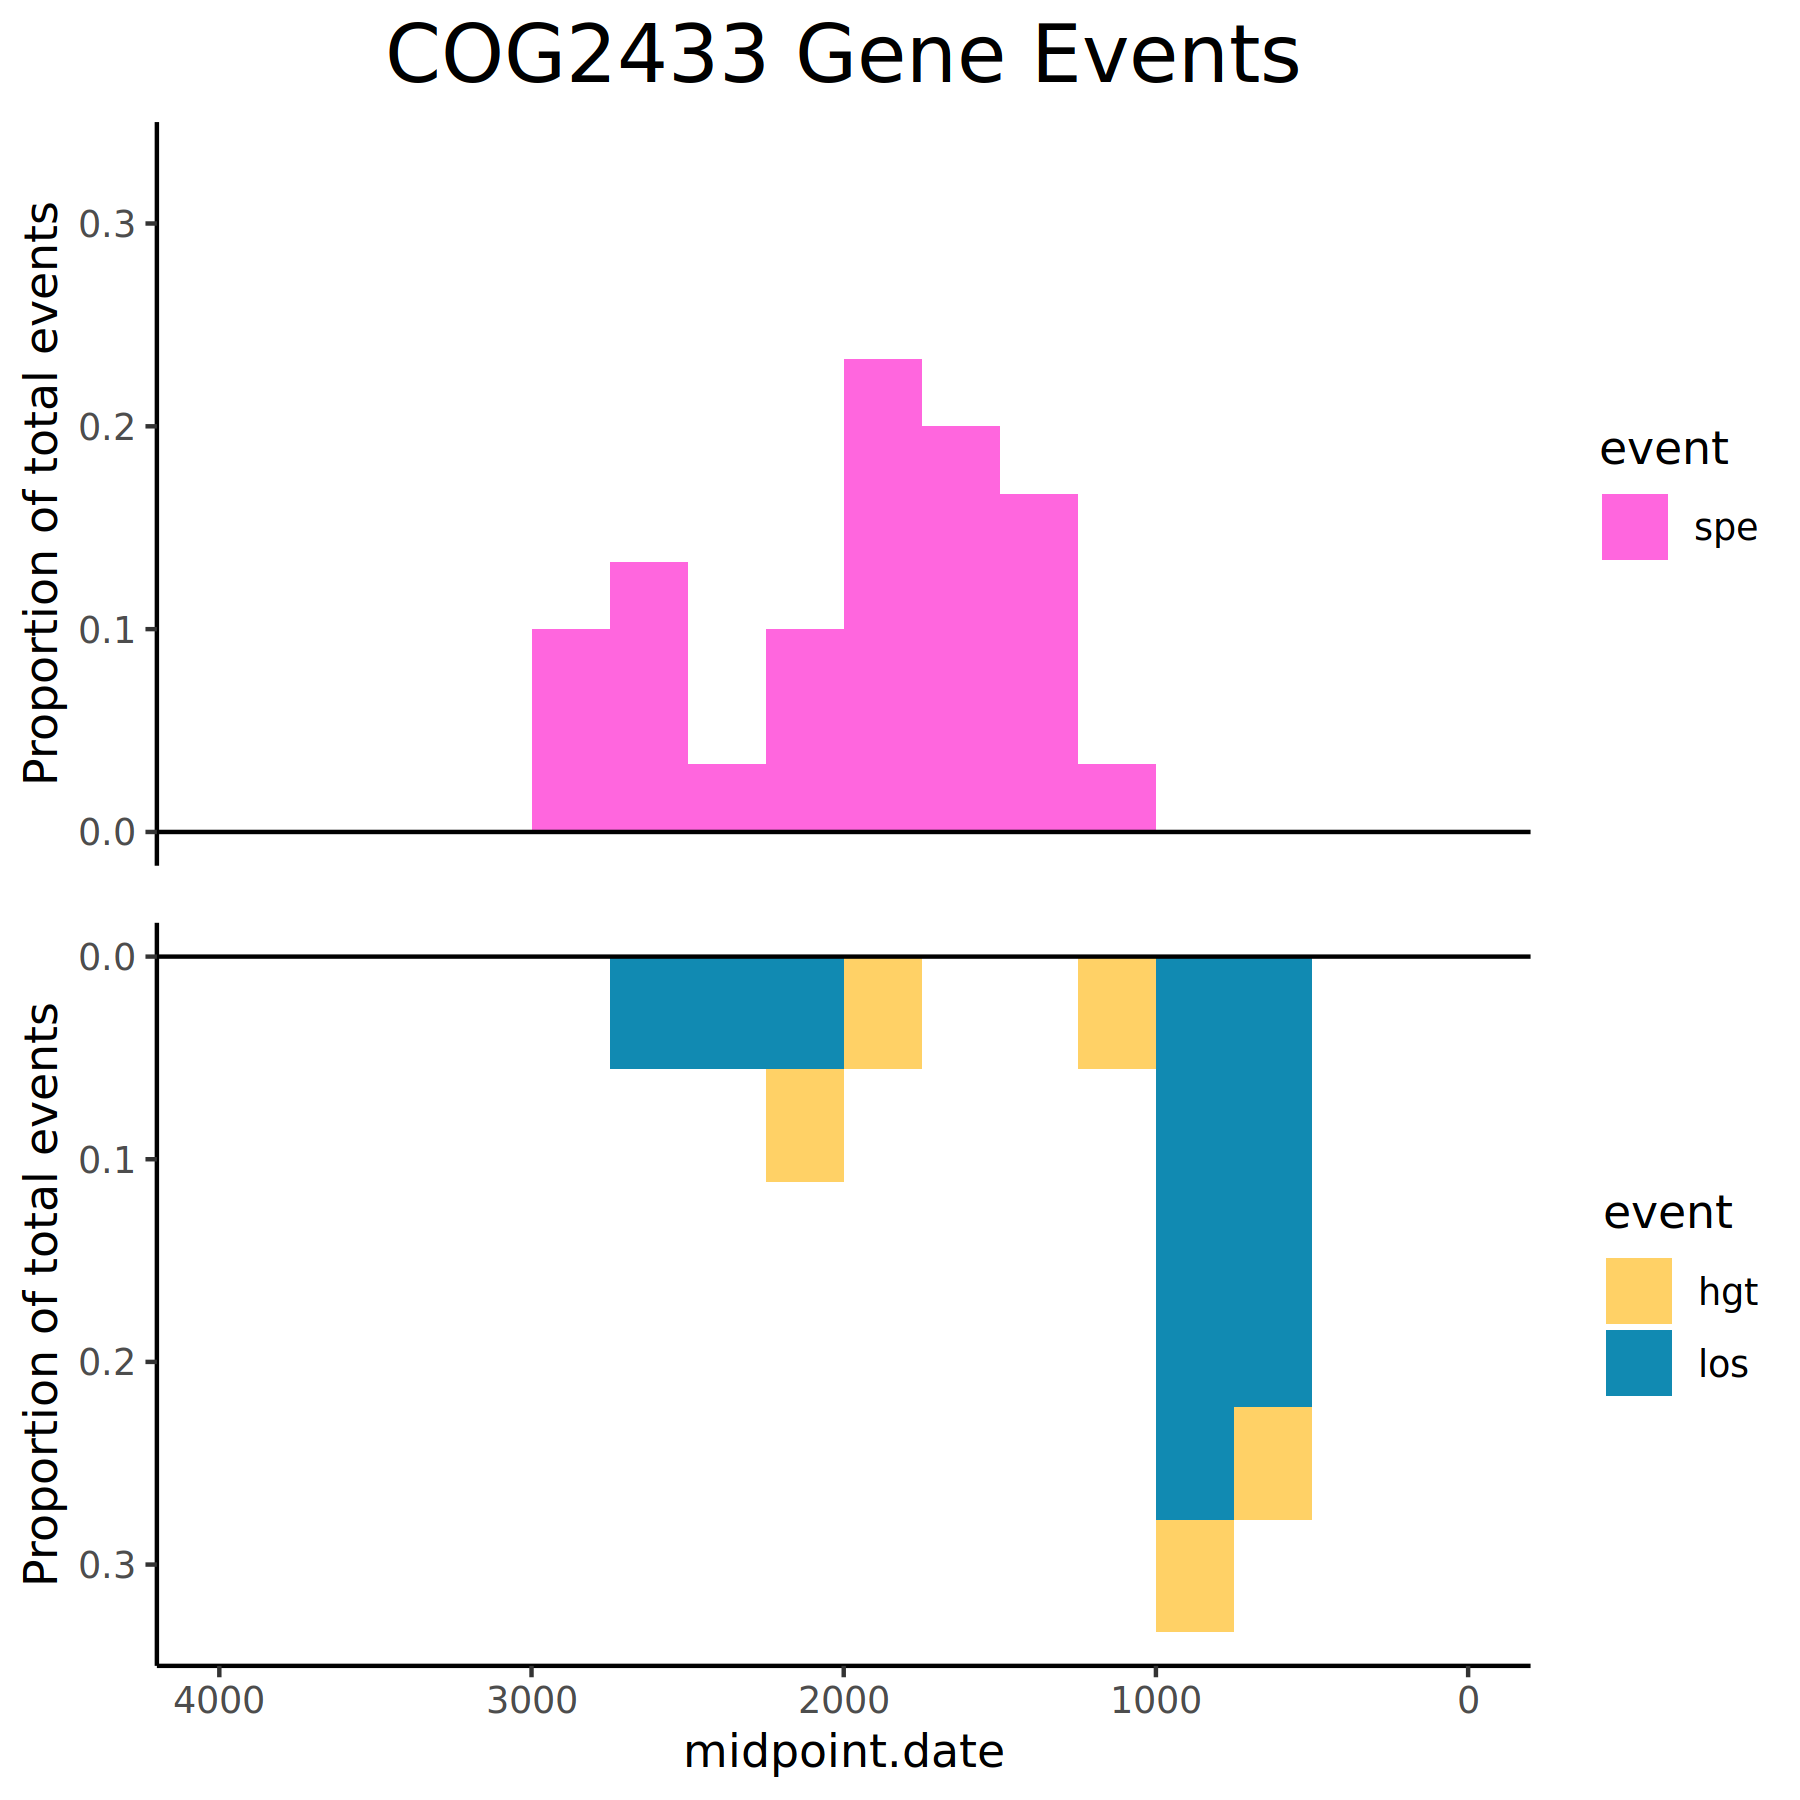 COG2433 Gene Events
Proportion of total events
0.3
0.2
0.1
0.0
event
spe
Proportion of total events
0.0
0.1
0.2
0.3
event
hgt
los
4000 3000 2000 1000 0
midpoint.date